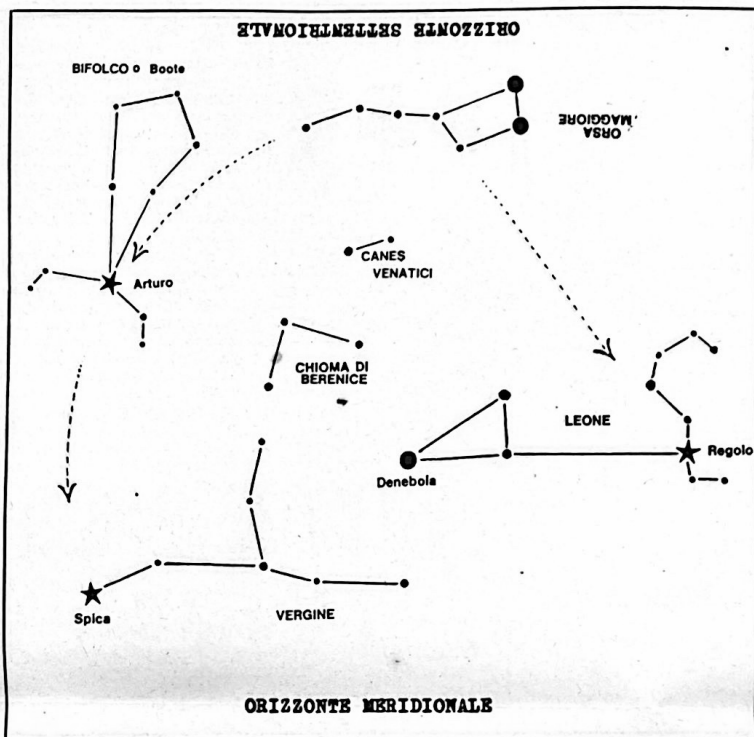 ORIZZONTE SETTENTRIONALE
BIFOLCO o Boote
ORSA
MAGGIORE
Arturo
CANES
VENATICI
CHIOMA DI
BERENICE
LEONE
Regolo
Denebola
Spica
VERGINE
ORIZZONTE MERIDIONALE